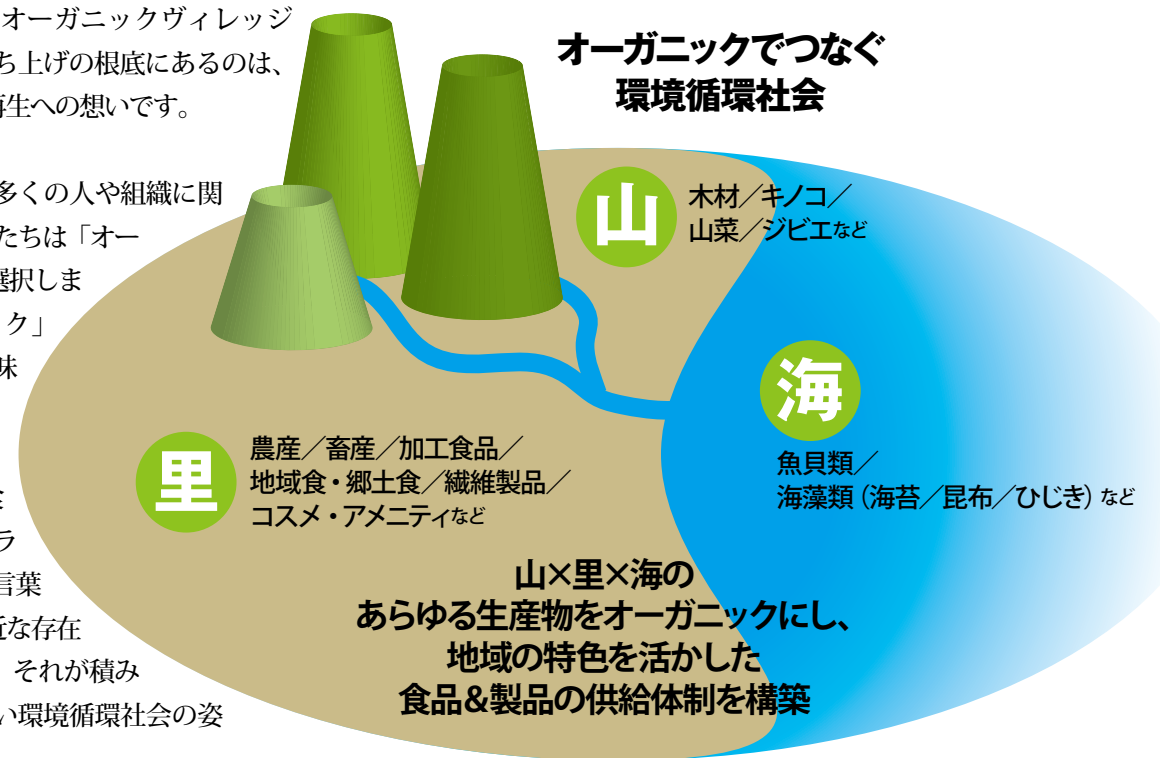 オーガニックヴィレッジ
ち上げの根底にあるのは、
再生への想いです。
多くの人や組織に関
たちは「オー
選択しま
ク」
味
ラ
言葉
近な存在
それが積み
い環境循環社会の姿
オーガニックでつなぐ
環境循環社会
山
木材／キノコ／
山菜／ジビエなど
海
魚貝類／
海藻類（海苔／昆布／ひじき）など
里
農産／畜産／加工食品／
地域食・郷土食／繊維製品／
コスメ・アメニティなど
山×里×海の
あらゆる生産物をオーガニックにし、
地域の特色を活かした
食品＆製品の供給体制を構築